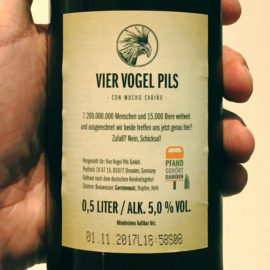 VIER VOGEL PILS
- CON MUCHO CARIÑO -
7.200.000.000 Menschen und 15.000 Biere weltweit
und ausgerechnet wir beide treffen uns jetzt genau hier?
Zufall? Nein, Schicksal!
Hergestellt für: Vier Vogel Pils GmbH,
Postfach 10 07 15, 01077 Dresden, Germany
Gebraut nach dem deutschen Reinheitsgebot
Zutaten: Brauwasser, Gerstenmalz, Hopfen, Hefe
PFAND
GEHÖRT
DANEBEN
0,5 LITER / ALK. 5,0 % VOL.
Mindestens haltbar bis:
01.11.2017L18:58S08